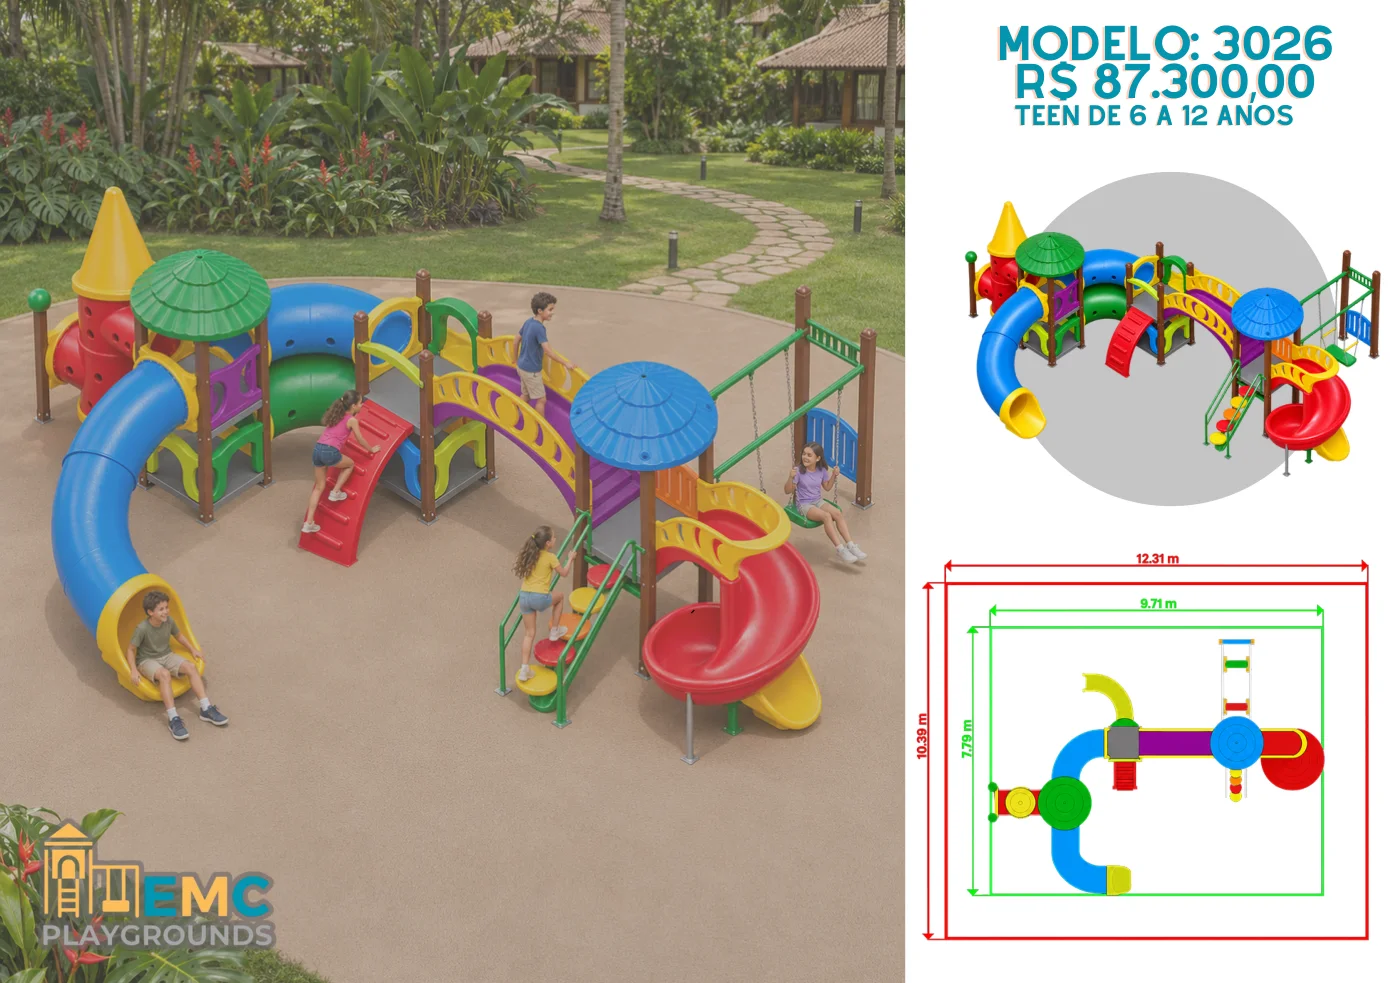 MODELO: 3026
R$ 87.300,00
TEEN DE 6 A 12 ANOS
12.31 m
9.71 m
10.39 m
7.79 m
EMC
PLAYGROUNDS